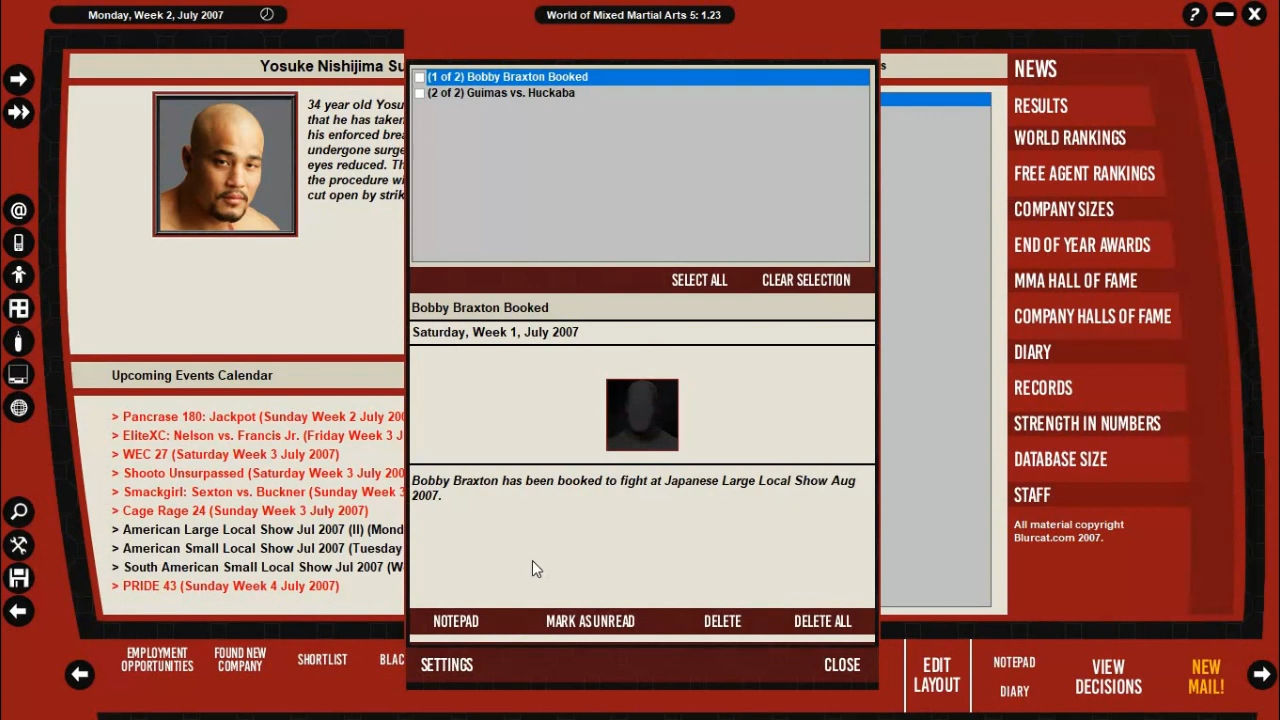 Monday, Week 2, July 2007
World of Mixed Martial Arts 5: 1.23
?
X
Yosuke Nishijima Su
34 year old Yosu
that he has taken
his enforced brea
undergone surge
eyes reduced. Th
the procedure wi
cut open by strik
Upcoming Events Calendar
> Pancrase 180: Jackpot (Sunday Week 2 July 200
> EliteXC: Nelson vs. Francis Jr. (Friday Week 3 J
> WEC 27 (Saturday Week 3 July 2007)
> Shooto Unsurpassed (Saturday Week 3 July 200
> Smackgirl: Sexton vs. Buckner (Sunday Week 3
> Cage Rage 24 (Sunday Week 3 July 2007)
> American Large Local Show Jul 2007 (II) (Mond
> American Small Local Show Jul 2007 (Tuesday
> South American Small Local Show Jul 2007 (W
> PRIDE 43 (Sunday Week 4 July 2007)
(1 of 2) Bobby Braxton Booked
(2 of 2) Guimas vs. Huckaba
SELECT ALL
CLEAR SELECTION
Bobby Braxton Booked
Saturday, Week 1, July 2007
Bobby Braxton has been booked to fight at Japanese Large Local Show Aug
2007.
NOTEPAD
MARK AS UNREAD
DELETE
DELETE ALL
SETTINGS
CLOSE
s
NEWS
RESULTS
WORLD RANKINGS
FREE AGENT RANKINGS
COMPANY SIZES
END OF YEAR AWARDS
MMA HALL OF FAME
COMPANY HALLS OF FAME
DIARY
RECORDS
STRENGTH IN NUMBERS
DATABASE SIZE
STAFF
All material copyright
Blurcat.com 2007.
@
EMPLOYMENT
OPPORTUNITIES
FOUND NEW
COMPANY
SHORTLIST
BLAC
EDIT
LAYOUT
NOTEPAD
DIARY
VIEW
DECISIONS
NEW
MAIL!